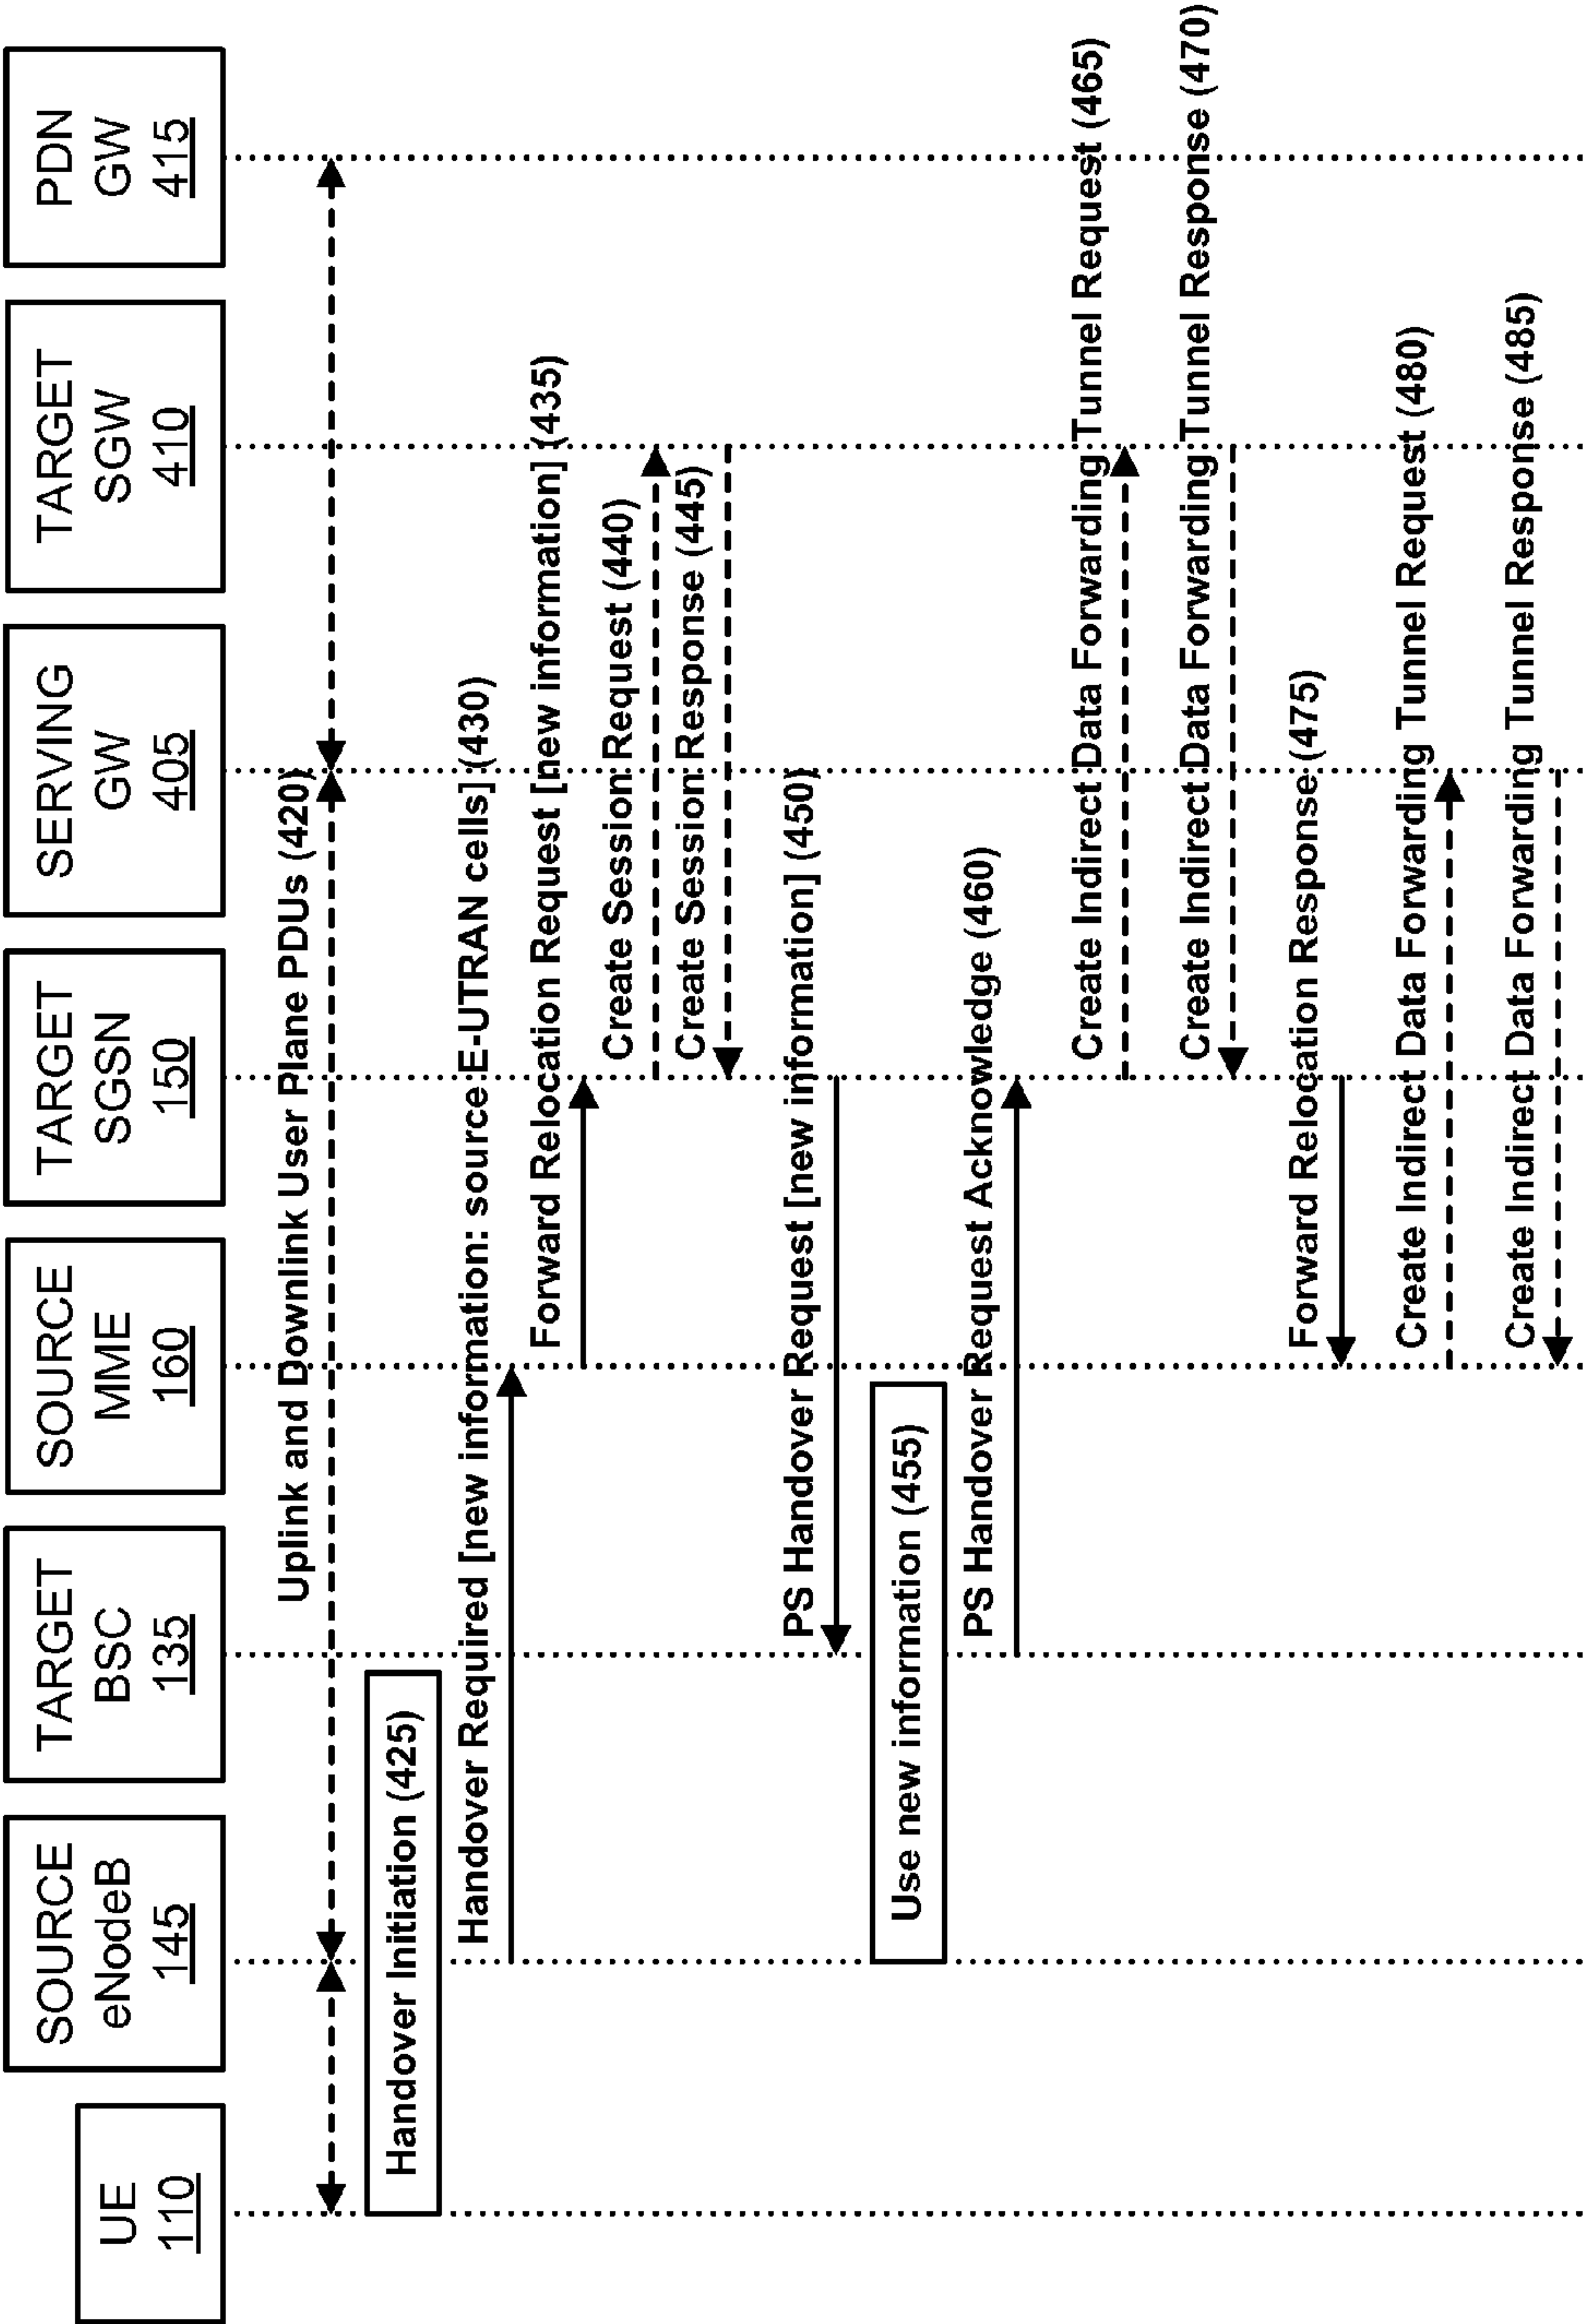 UE
110
SOURCE
eNodeB
145
TARGET
BSC
135
SOURCE
MME
160
TARGET
SGSN
150
SERVING
GW
405
TARGET
SGW
410
PDN
GW
415
Uplink and Downlink User Plane PDUs (420)
Handover Initiation (425)
Handover Required [new information: source E-UTRAN cells] (430)
Forward Relocation Request [new information] (435)
Create Session Request (440)
Create Session Response (445)
PS Handover Request [new information] (450)
Use new information (455)
PS Handover Request Acknowledge (460)
Create Indirect Data Forwarding Tunnel Request (465)
Create Indirect Data Forwarding Tunnel Response (470)
Forward Relocation Response (475)
Create Indirect Data Forwarding Tunnel Request (480)
Create Indirect Data Forwarding Tunnel Response (485)